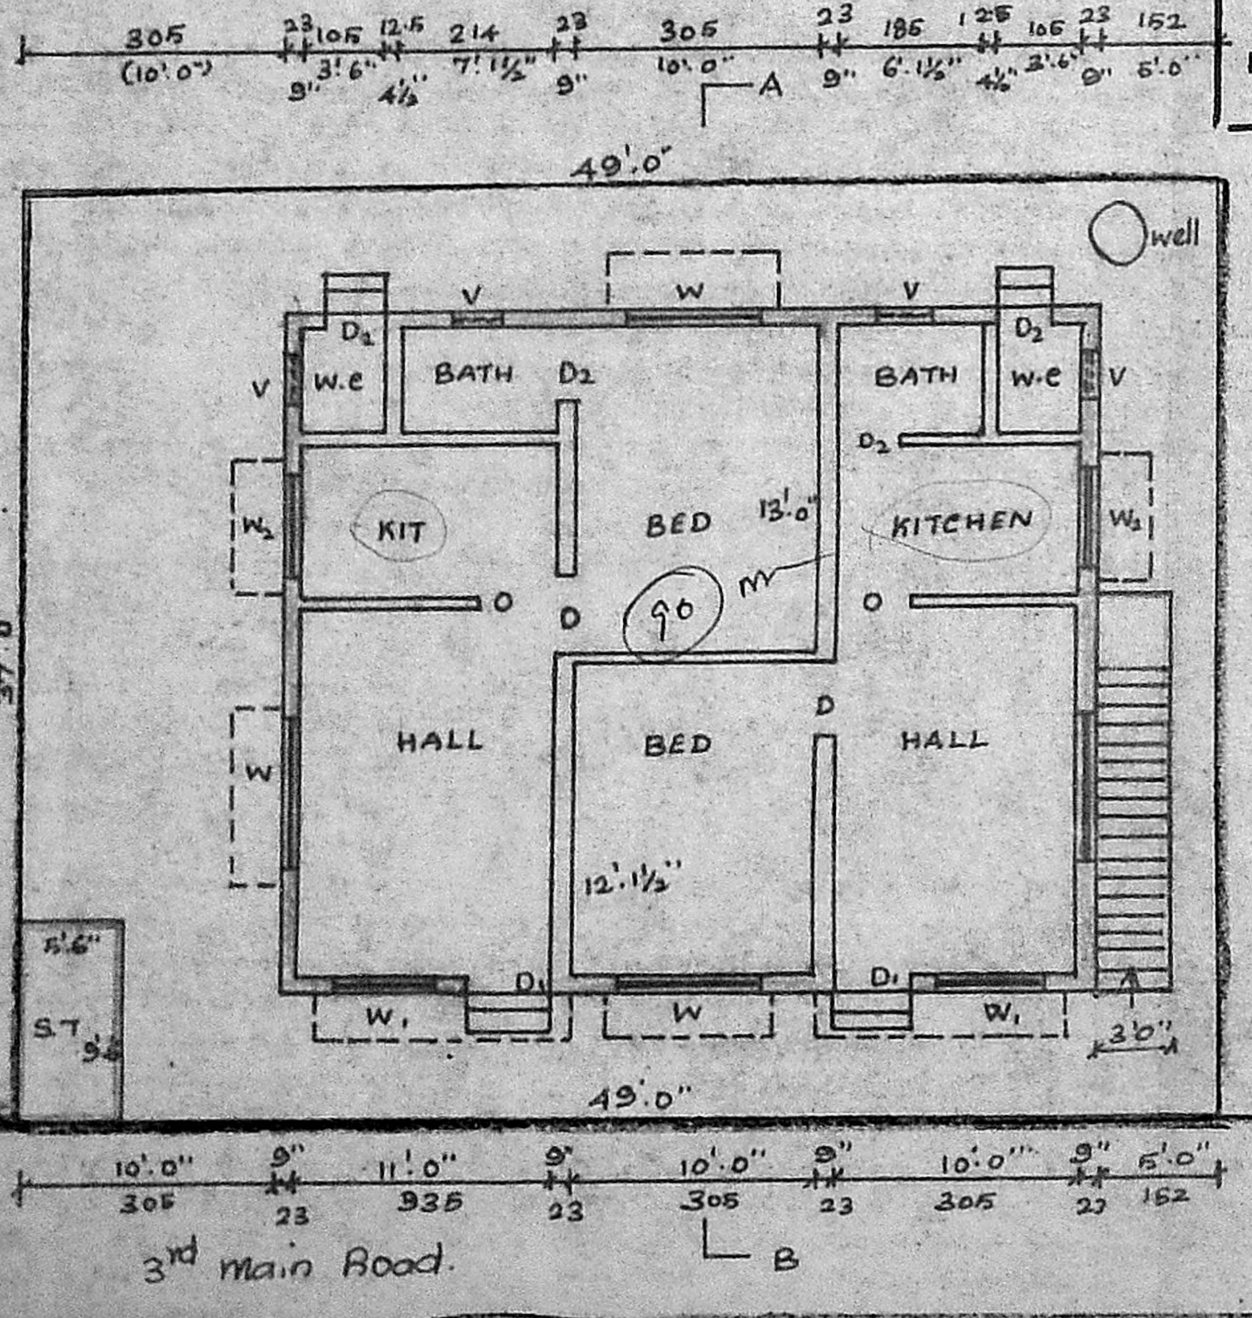 305 23 105 12.5 214 23 305 23 185 125 105 23 152
(10'.0") 9" 3'.6" 4½" 7'.1½" 9" 10'.0" 9" 6'.1½" 4½" 3'.6" 9" 5'.0"
A
49'.0"
well
V W V
D2 D2
V W.C BATH D2 BATH W.C V
D2
W2 KIT BED 13'.0" KITCHEN W2
O D 90 O
37'.0
D
HALL BED HALL
W
12'.1½"
5'.6"
D1 D1
S.T W1 W W1
3'.0"
49'.0"
10'.0" 9" 11'.0" 9" 10'.0" 9" 10'.0" 9" 5'.0"
305 23 935 23 305 23 305 23 152
3rd main Road. B